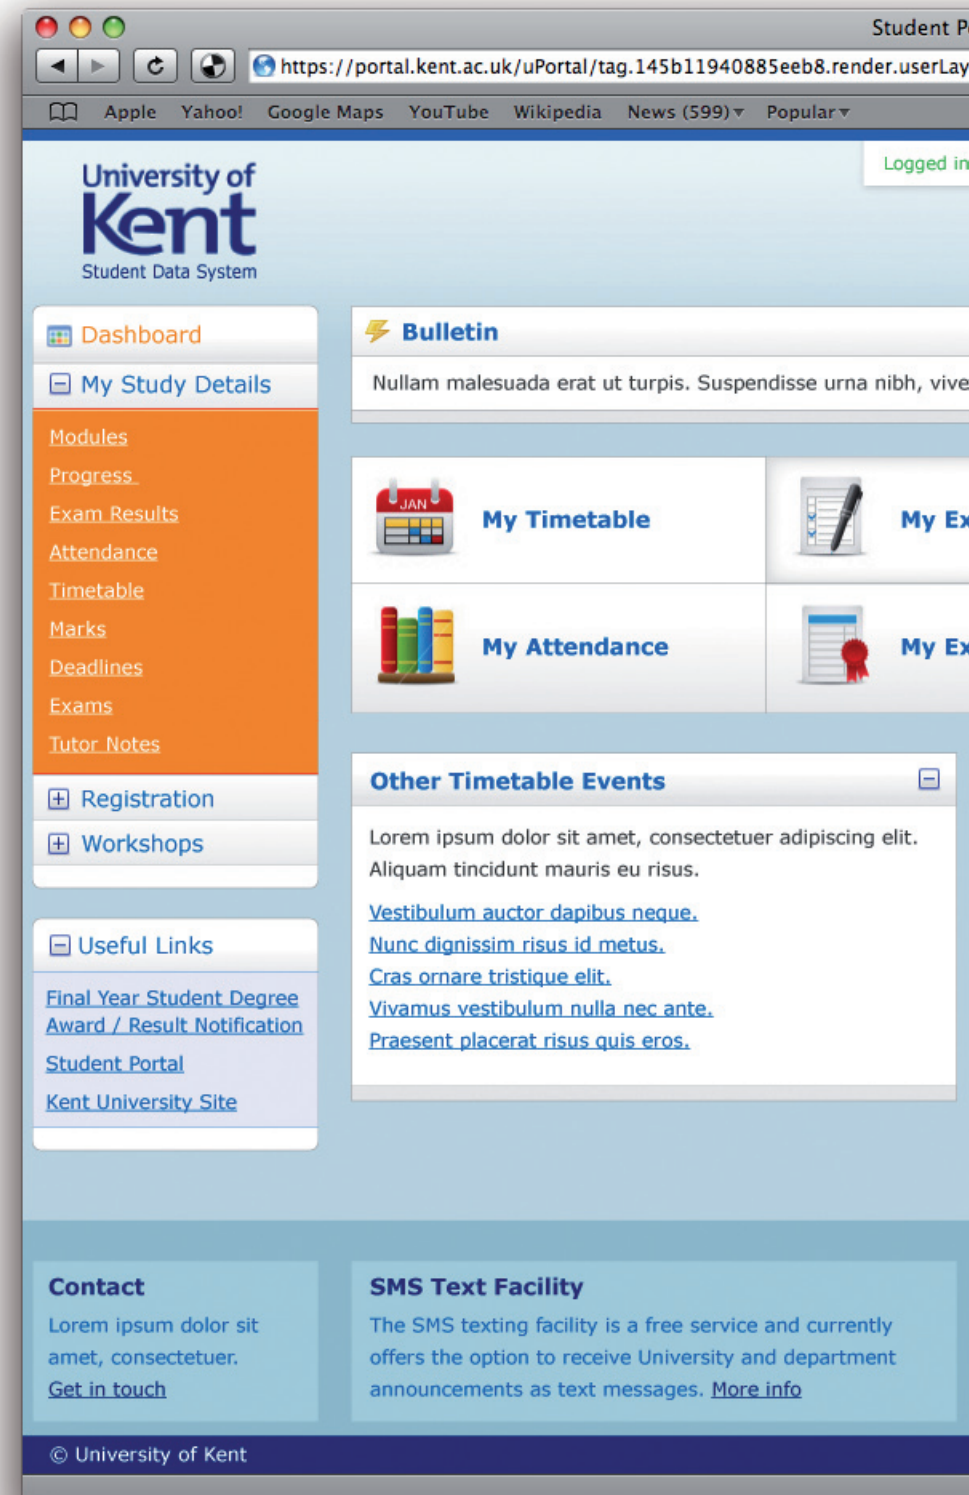 Student P
https://portal.kent.ac.uk/uPortal/tag.145b11940885eeb8.render.userLay
Apple Yahoo! Google Maps YouTube Wikipedia News (599) Popular
Logged in
University of
Kent
Student Data System
Dashboard
My Study Details
Modules
Progress
Exam Results
Attendance
Timetable
Marks
Deadlines
Exams
Tutor Notes
Registration
Workshops
Useful Links
Final Year Student Degree
Award / Result Notification
Student Portal
Kent University Site
Bulletin
Nullam malesuada erat ut turpis. Suspendisse urna nibh, vive
JAN
My Timetable
My Ex
My Attendance
My Ex
Other Timetable Events
Lorem ipsum dolor sit amet, consectetuer adipiscing elit.
Aliquam tincidunt mauris eu risus.
Vestibulum auctor dapibus neque.
Nunc dignissim risus id metus.
Cras ornare tristique elit.
Vivamus vestibulum nulla nec ante.
Praesent placerat risus quis eros.
Contact
Lorem ipsum dolor sit
amet, consectetuer.
Get in touch
SMS Text Facility
The SMS texting facility is a free service and currently
offers the option to receive University and department
announcements as text messages. More info
© University of Kent